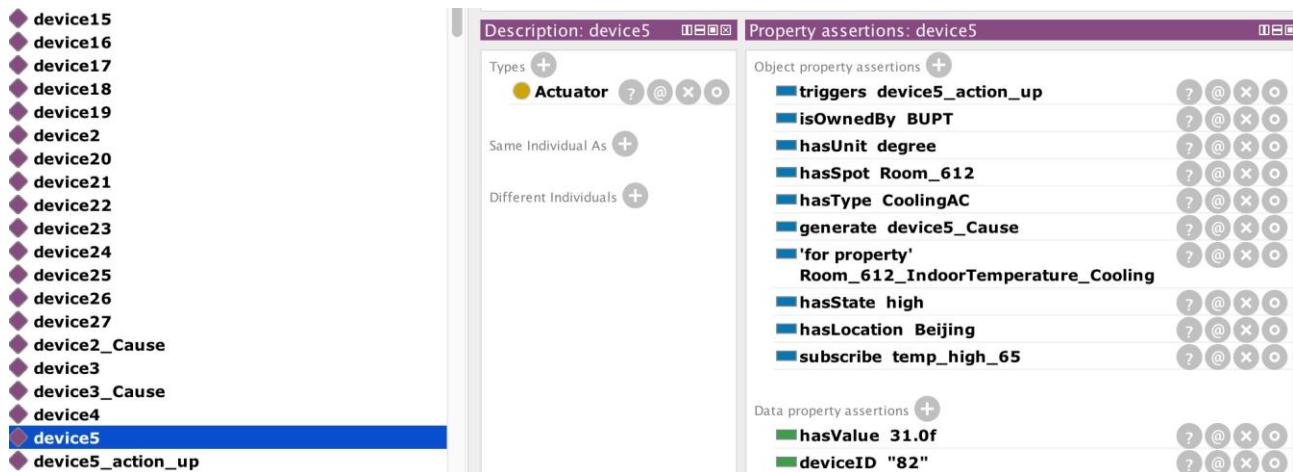 device15
device16
device17
device18
device19
device2
device20
device21
device22
device23
device24
device25
device26
device27
device2_Cause
device3
device3_Cause
device4
device5
device5_action_up
Description: device5
Types
Actuator
Same Individual As
Different Individuals
Property assertions: device5
Object property assertions
triggers device5_action_up
isOwnedBy BUPT
hasUnit degree
hasSpot Room_612
hasType CoolingAC
generate device5_Cause
'for property'
Room_612_IndoorTemperature_Cooling
hasState high
hasLocation Beijing
subscribe temp_high_65
Data property assertions
hasValue 31.0f
deviceID "82"